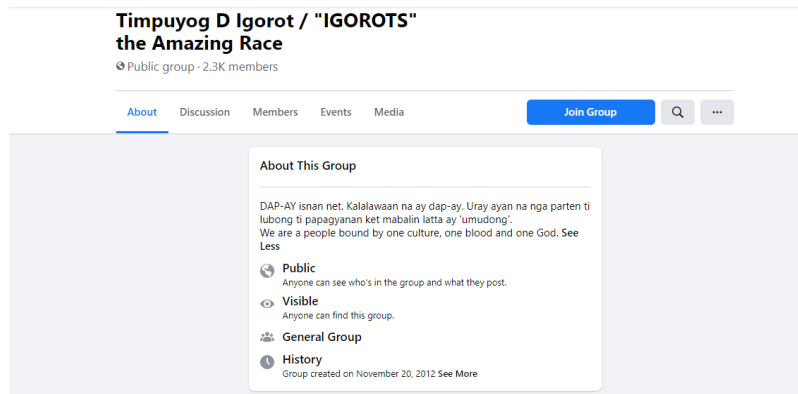 Timpuyog D Igorot / "IGOROTS"
the Amazing Race
Public group · 2.3K members
About Discussion Members Events Media Join Group
About This Group
DAP-AY isnan net. Kalalawaan na ay dap-ay. Uray ayan na nga parten ti
lubong ti papagyanan ket mabalin latta ay 'umudong'.
We are a people bound by one culture, one blood and one God. See
Less
Public
Anyone can see who's in the group and what they post.
Visible
Anyone can find this group.
General Group
History
Group created on November 20, 2012 See More